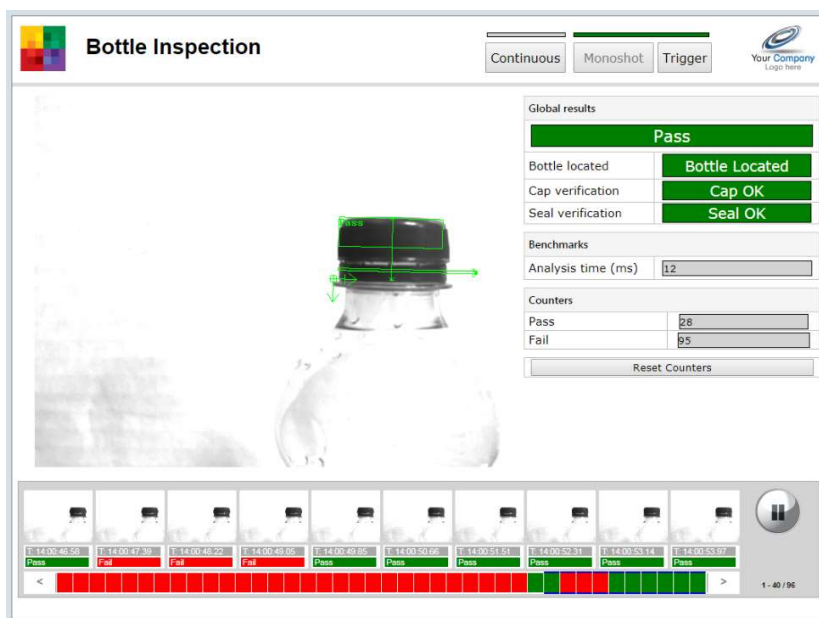 Bottle Inspection
Continuous Monoshot Trigger
Your Company
Logo here
Global results
Pass
Bottle located Bottle Located
Cap verification Cap OK
Seal verification Seal OK
Pass
Benchmarks
Analysis time (ms) 12
Counters
Pass 28
Fail 95
Reset Counters
T: 14:00:46.58 T: 14:00:47.39 T: 14:00:48.22 T: 14:00:49.05 T: 14:00:49.85 T: 14:00:50.66 T: 14:00:51.51 T: 14:00:52.31 T: 14:00:53.14 T: 14:00:53.97
Pass Fail Fail Fail Pass Pass Pass Pass Pass Pass
< >
1 - 40 / 96